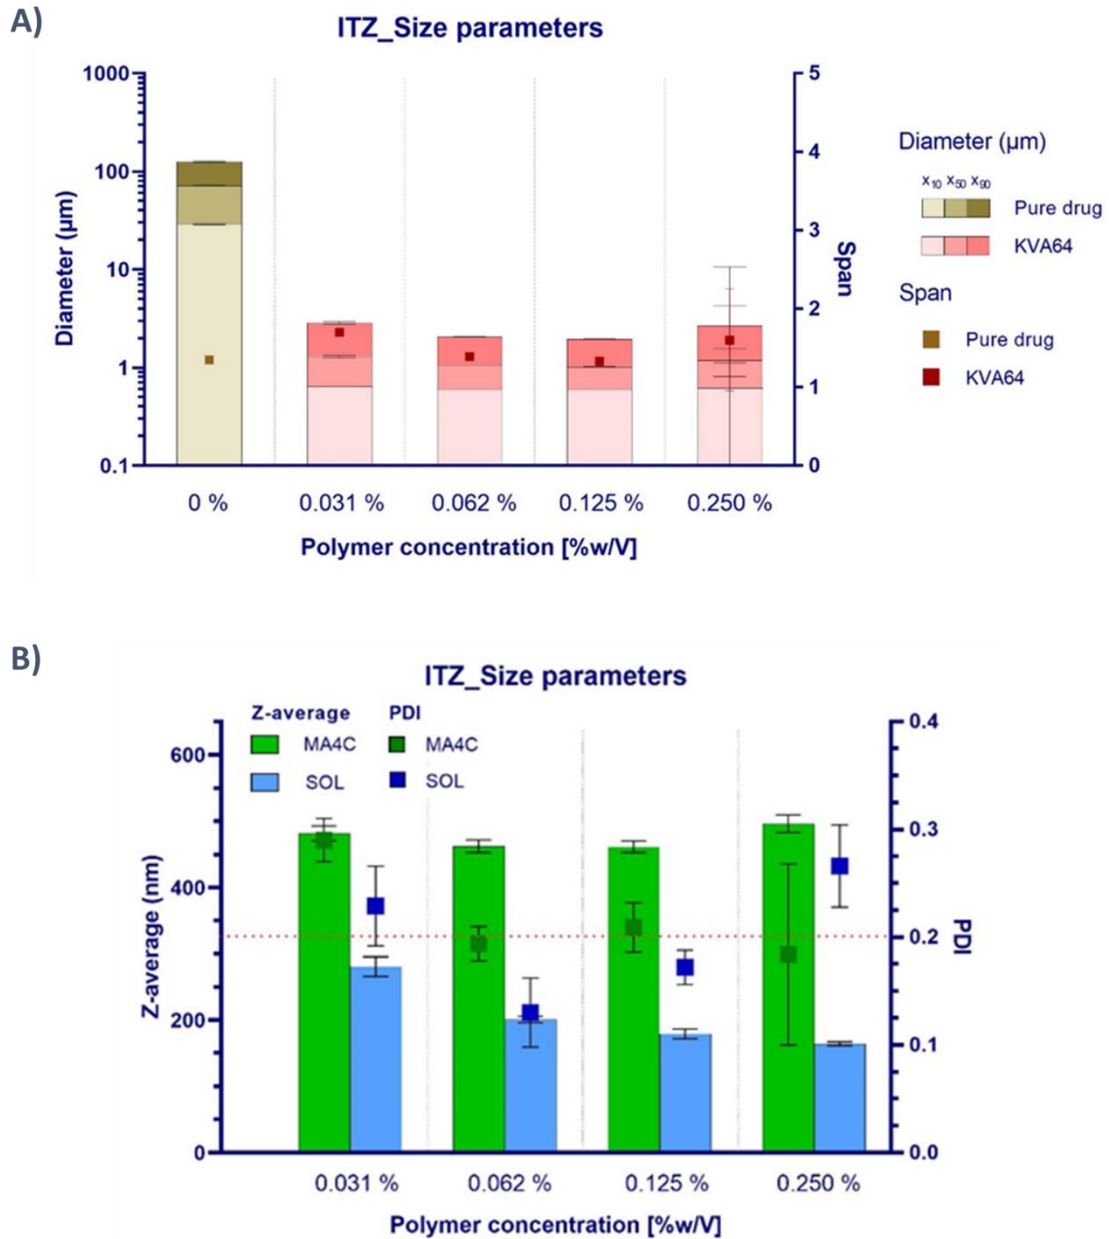 A)
ITZ_Size parameters
1000
100
10
1
0.1
Diameter (µm)
5
4
3
2
1
0
Span
0 %
0.031 %
0.062 %
0.125 %
0.250 %
Polymer concentration [%w/V]
Diameter (µm)
x₁₀ x₅₀ x₉₀
Pure drug
KVA64
Span
Pure drug
KVA64
B)
ITZ_Size parameters
Z-average PDI
MA4C MA4C
SOL SOL
600
400
200
0
Z-average (nm)
0.4
0.3
0.2
0.1
0.0
PDI
0.031 %
0.062 %
0.125 %
0.250 %
Polymer concentration [%w/V]